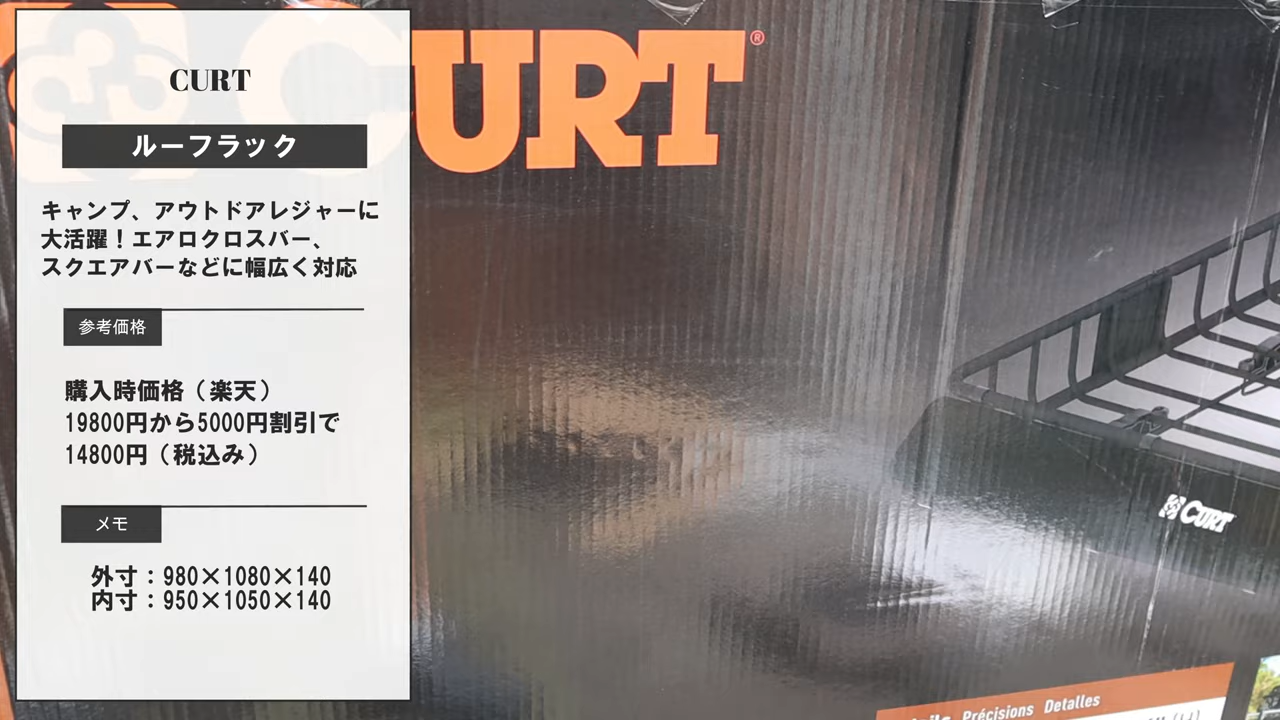 CURT
ルーフラック
キャンプ、アウトドアレジャーに
大活躍！エアロクロスバー、
スクエアバーなどに幅広く対応
参考価格
購入時価格（楽天）
19800円から5000円割引で
14800円（税込み）
メモ
外寸：980×1080×140
内寸：950×1050×140
CURT®
CURT
Précisions Detalles